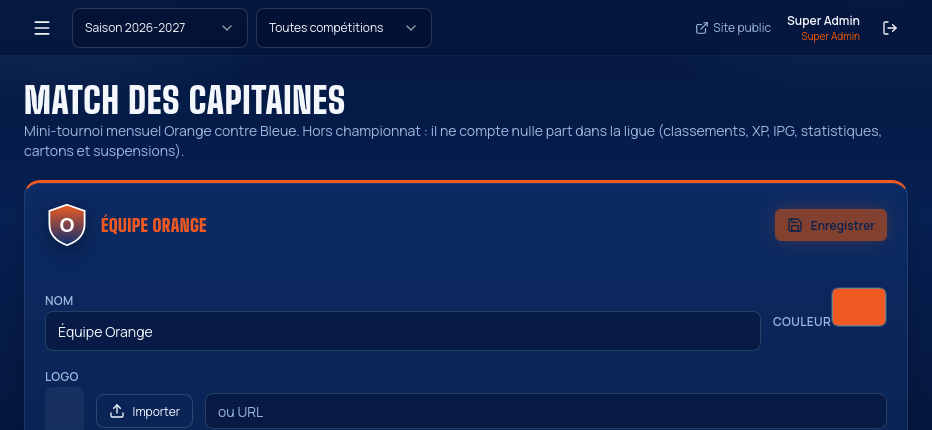 Saison 2026-2027
Toutes compétitions
Site public
Super Admin
Super Admin
MATCH DES CAPITAINES
Mini-tournoi mensuel Orange contre Bleue. Hors championnat : il ne compte nulle part dans la ligue (classements, XP, IPG, statistiques,
cartons et suspensions).
O
ÉQUIPE ORANGE
Enregistrer
NOM
Équipe Orange
COULEUR
LOGO
Importer
ou URL